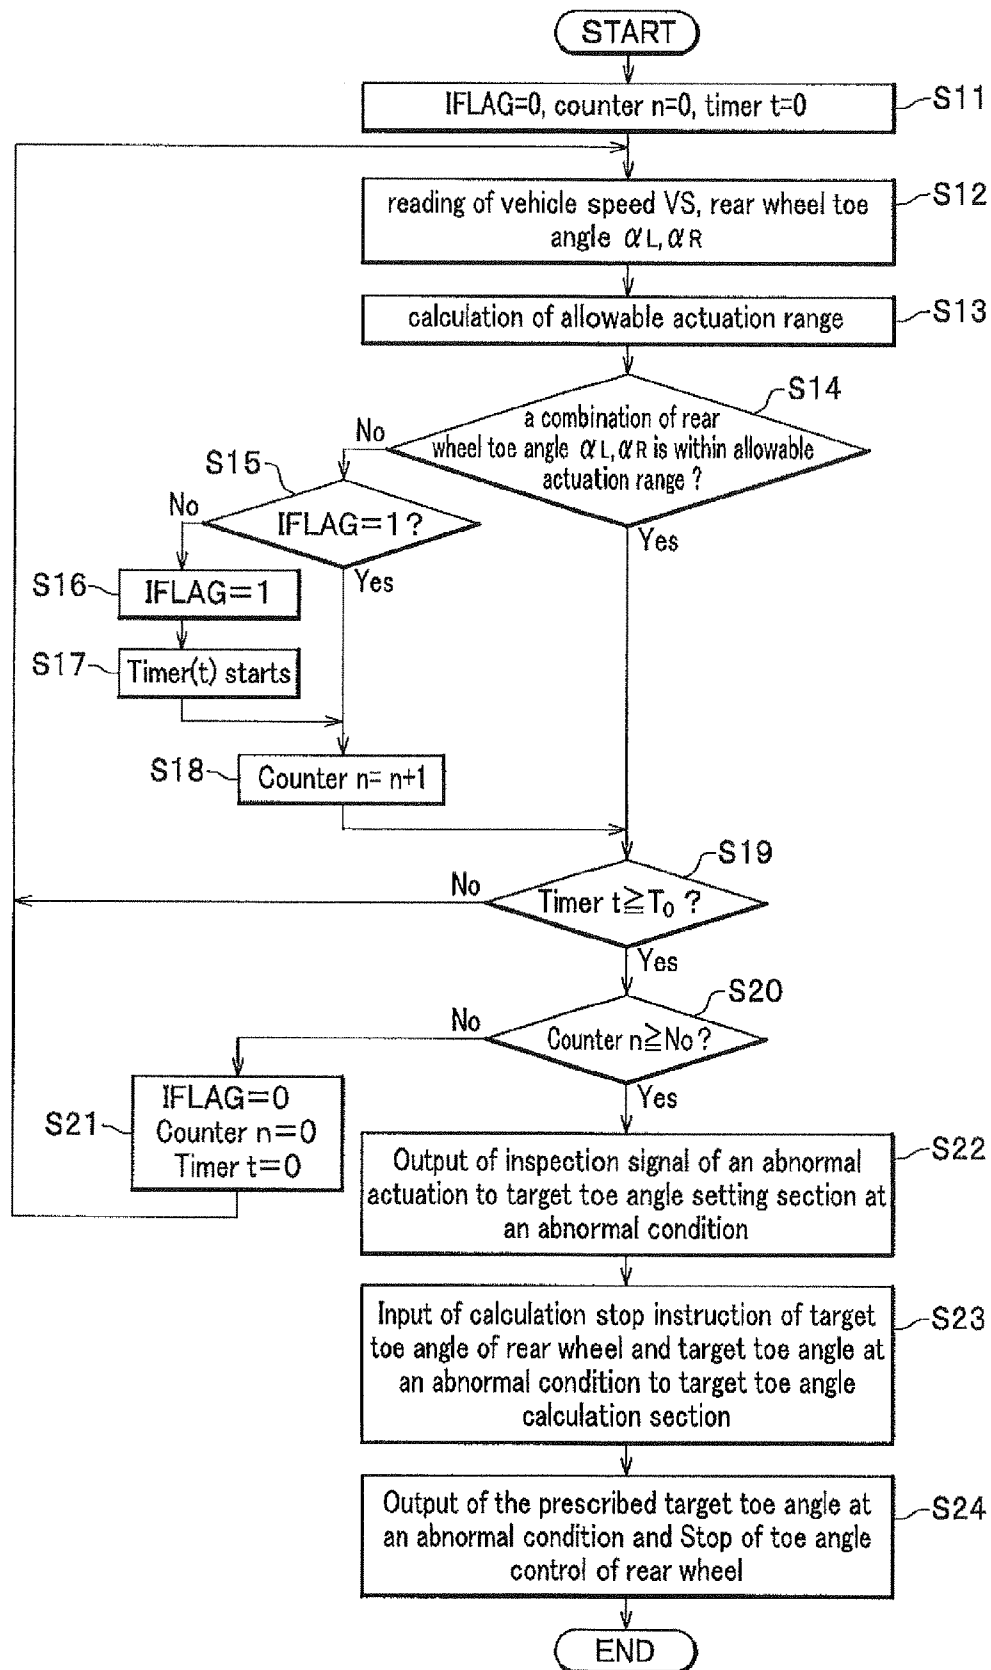 START
IFLAG=0, counter n=0, timer t=0
S11
reading of vehicle speed VS, rear wheel toe
angle αL,αR
S12
calculation of allowable actuation range
S13
a combination of rear
wheel toe angle αL,αR is within allowable
actuation range ?
S14
No
Yes
S15
IFLAG=1?
No
Yes
S16
IFLAG=1
S17
Timer(t) starts
S18
Counter n= n+1
S19
Timer t≧T0 ?
No
Yes
S20
Counter n≧No?
No
Yes
S21
IFLAG=0
Counter n=0
Timer t=0
Output of inspection signal of an abnormal
actuation to target toe angle setting section at
an abnormal condition
S22
Input of calculation stop instruction of target
toe angle of rear wheel and target toe angle at
an abnormal condition to target toe angle
calculation section
S23
Output of the prescribed target toe angle at
an abnormal condition and Stop of toe angle
control of rear wheel
S24
END